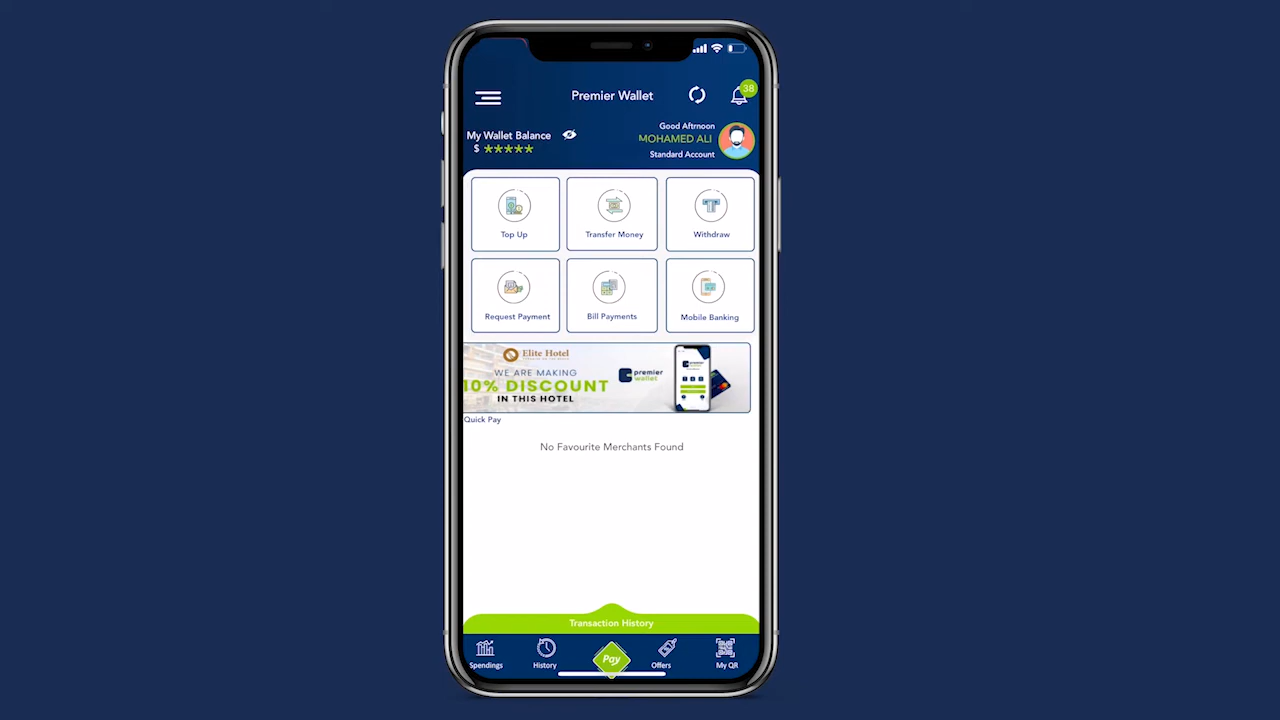 Premier Wallet
38
My Wallet Balance
$ *****
Good Aftrnoon
MOHAMED ALI
Standard Account
Top Up
Transfer Money
Withdraw
Request Payment
Bill Payments
Mobile Banking
Elite Hotel
WE ARE MAKING
10% DISCOUNT
IN THIS HOTEL
premier
wallet
Quick Pay
No Favourite Merchants Found
Transaction History
Spendings
History
Pay
Offers
My QR